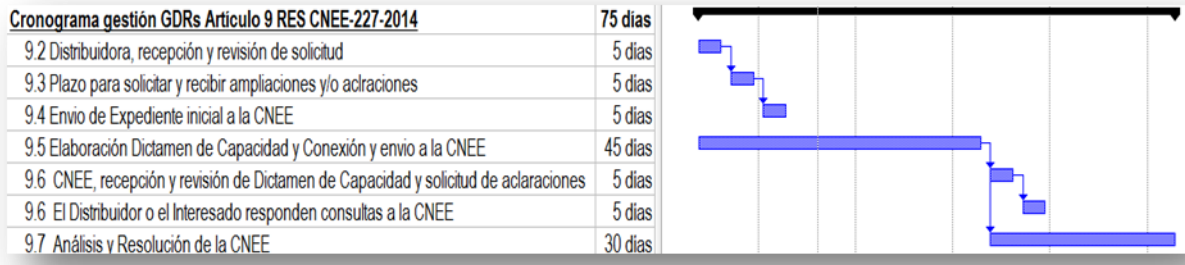 Cronograma gestión GDRs Artículo 9 RES CNEE-227-2014 75 días
9.2 Distribuidora, recepción y revisión de solicitud 5 días
9.3 Plazo para solicitar y recibir ampliaciones y/o aclraciones 5 días
9.4 Envio de Expediente inicial a la CNEE 5 días
9.5 Elaboración Dictamen de Capacidad y Conexión y envio a la CNEE 45 días
9.6 CNEE, recepción y revisión de Dictamen de Capacidad y solicitud de aclaraciones 5 días
9.6 El Distribuidor o el Interesado responden consultas a la CNEE 5 días
9.7 Análisis y Resolución de la CNEE 30 días